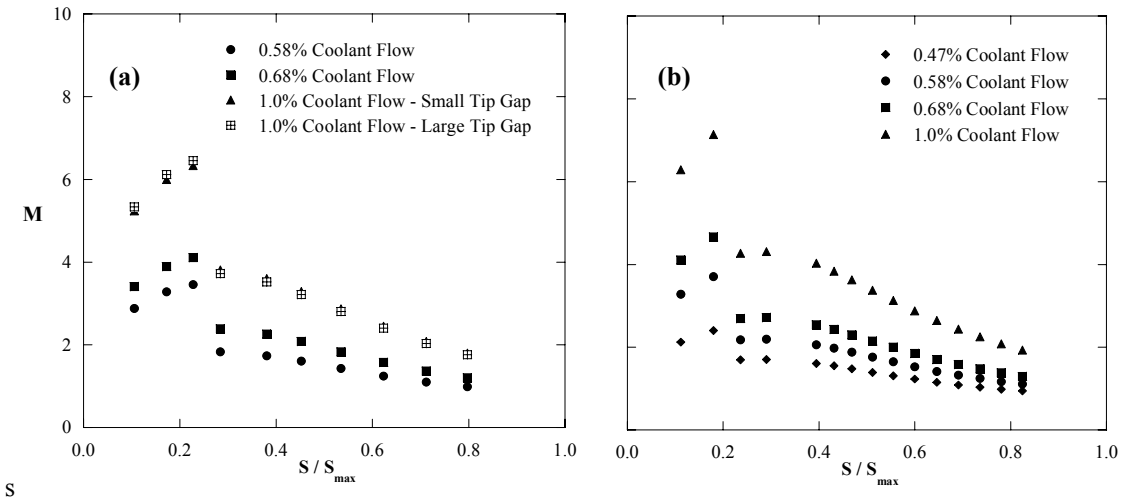 10
8
6
4
2
0
M
(a)
0.58% Coolant Flow
0.68% Coolant Flow
1.0% Coolant Flow - Small Tip Gap
1.0% Coolant Flow - Large Tip Gap
0.0 0.2 0.4 0.6 0.8 1.0
S / Smax
(b)
0.47% Coolant Flow
0.58% Coolant Flow
0.68% Coolant Flow
1.0% Coolant Flow
0.0 0.2 0.4 0.6 0.8 1.0
S / Smax
s